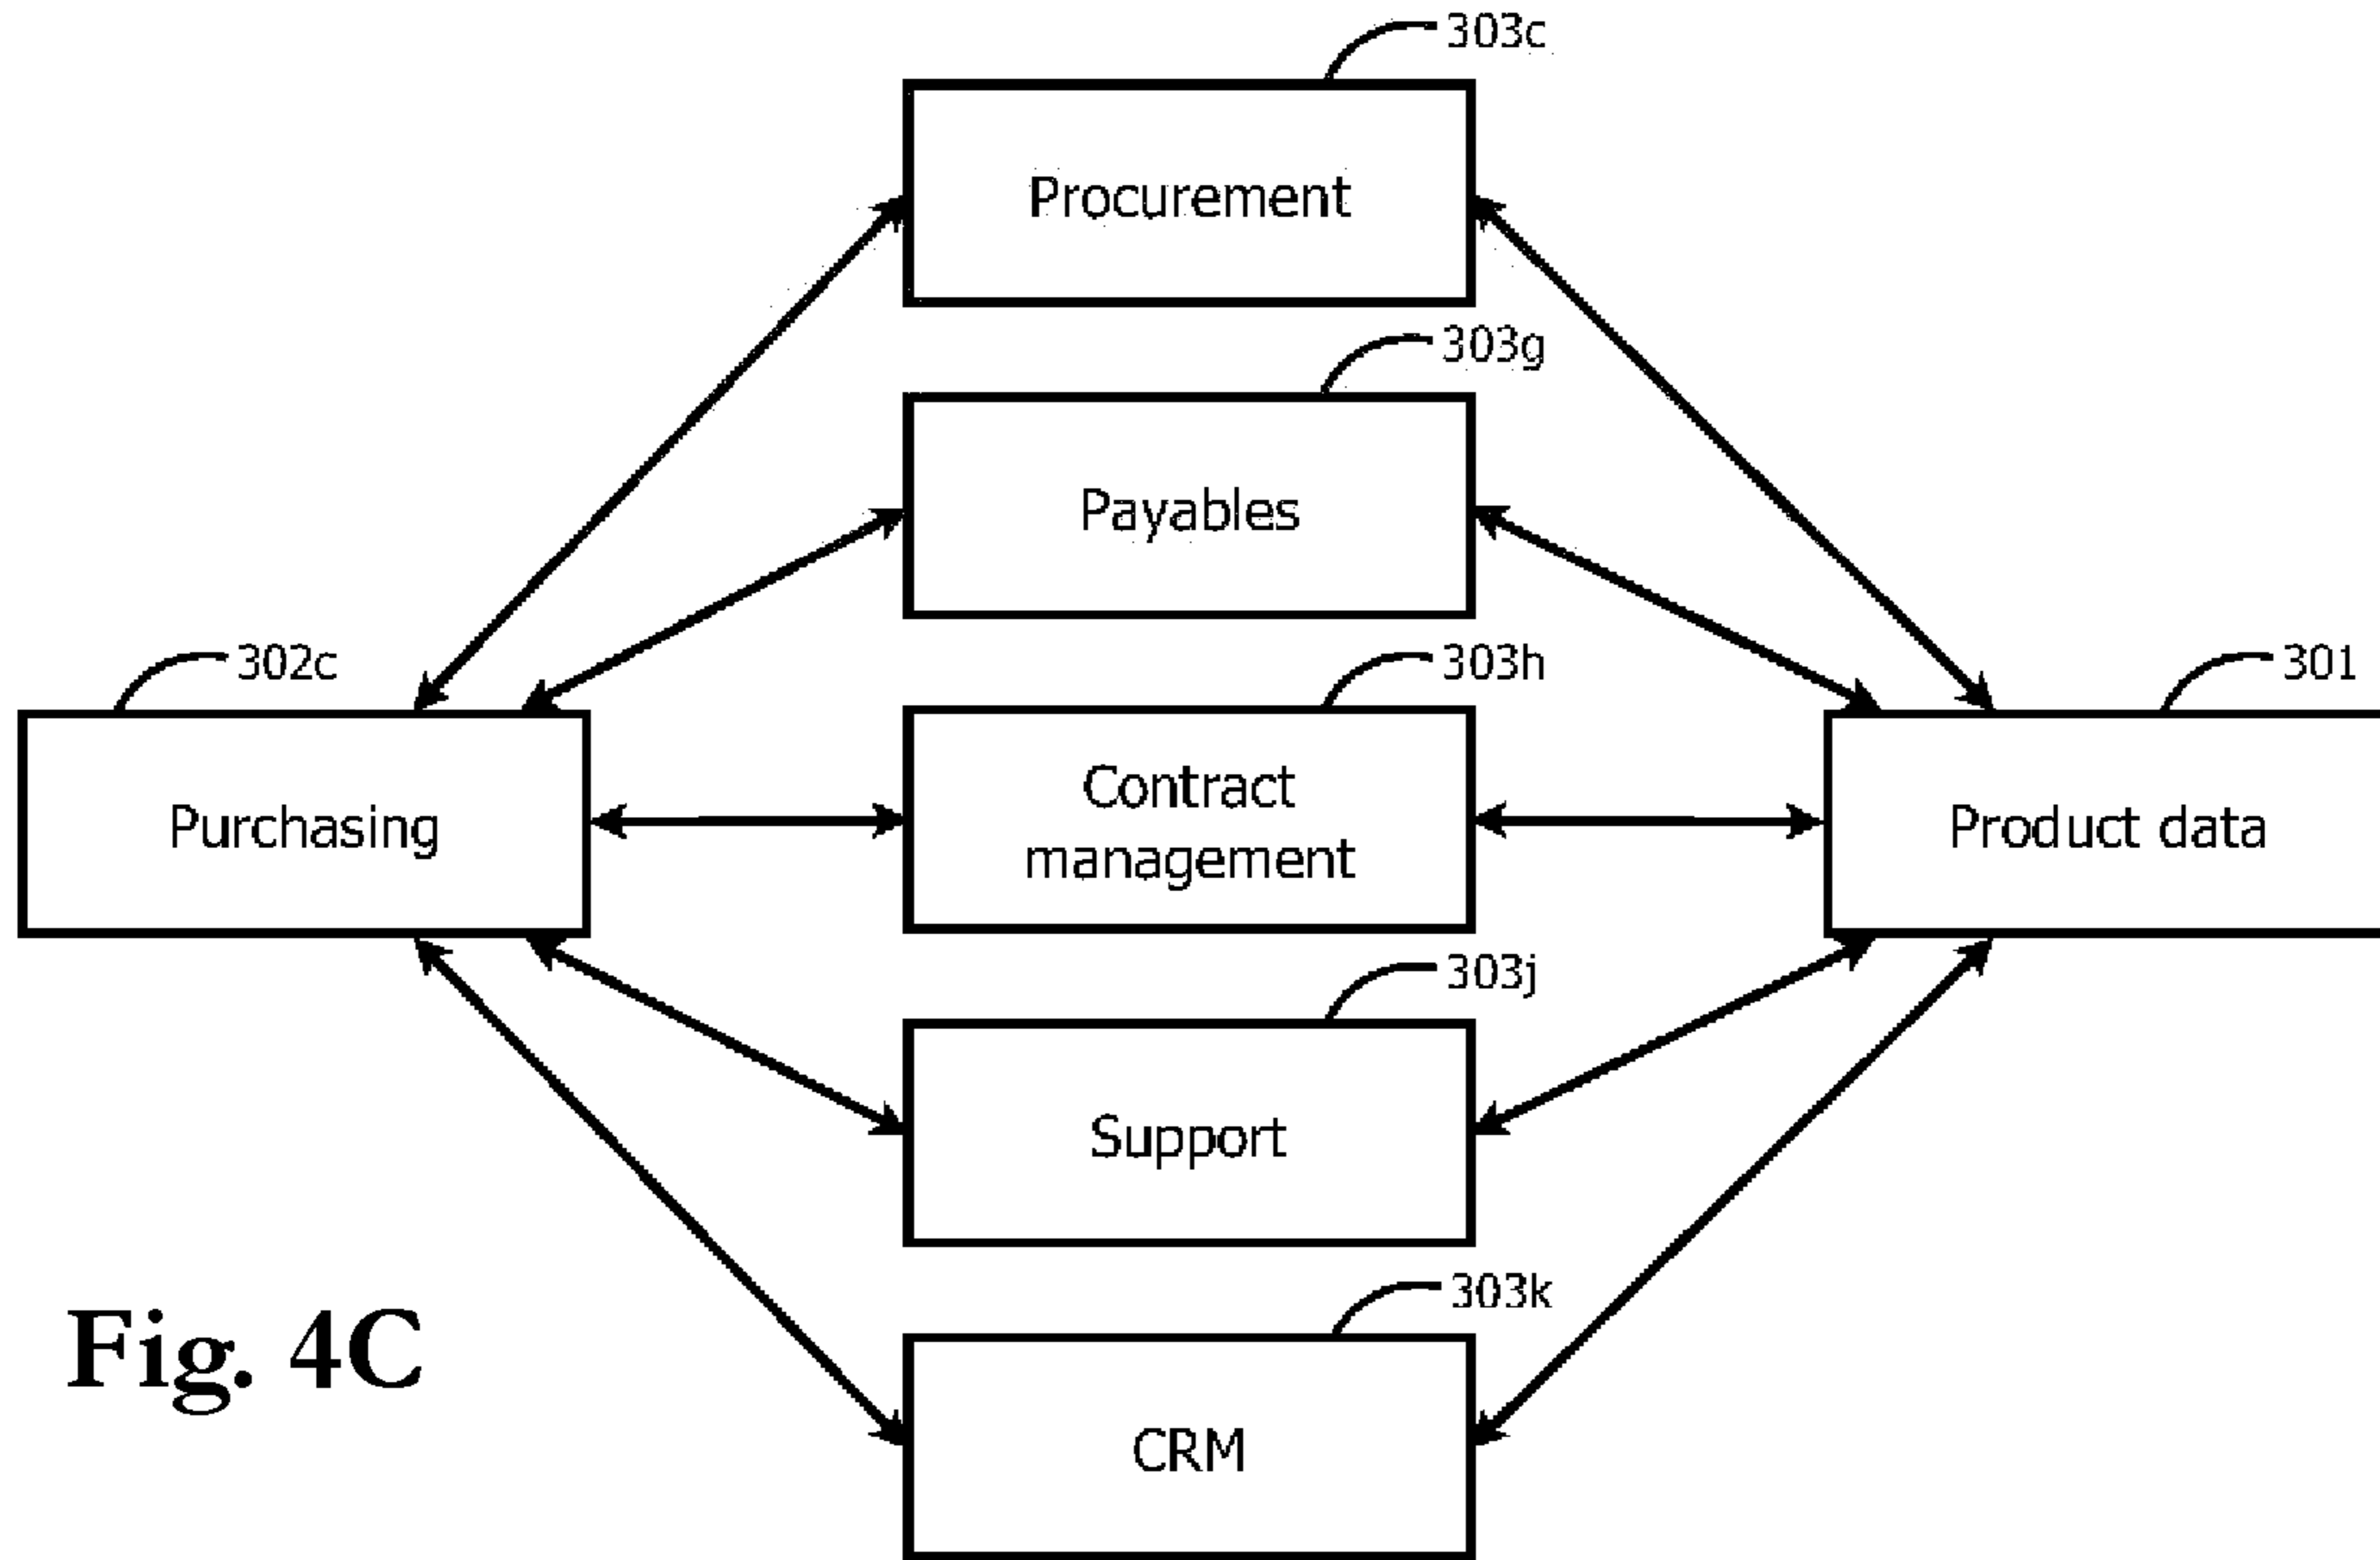 303c
Procurement
303g
Payables
302c
303h
301
Purchasing
Contract
management
Product data
303j
Support
303k
CRM
Fig. 4C